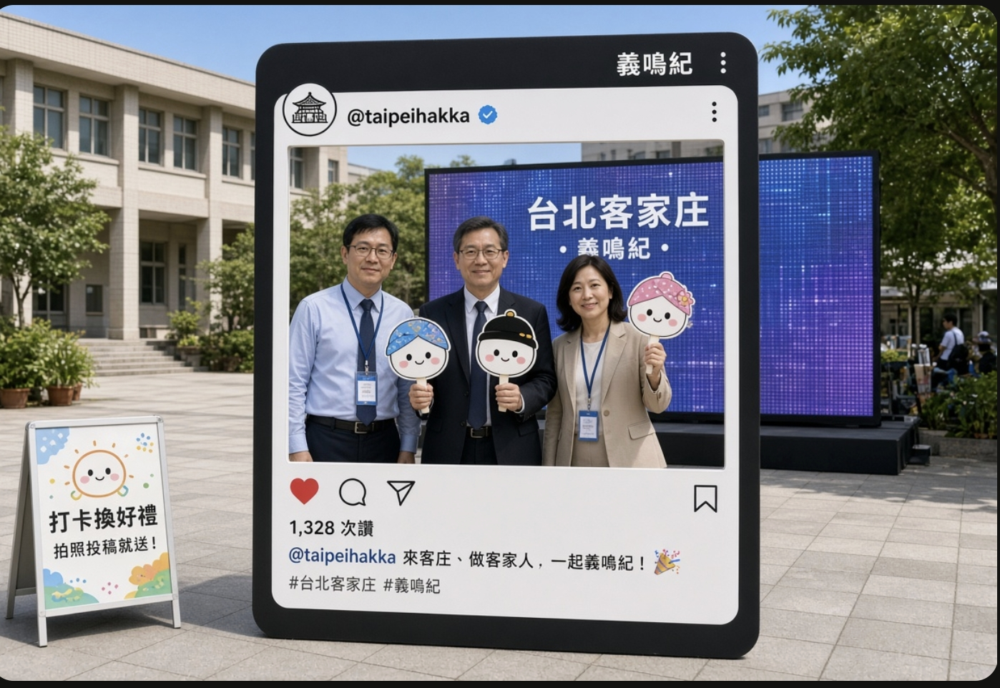 義鳴紀
@taipeihakka
台北客家庄
•義鳴紀•
1,328 次讚
@taipeihakka 來客庄、做客家人，一起義鳴紀！
#台北客家庄 #義鳴紀
打卡換好禮
拍照投稿就送！